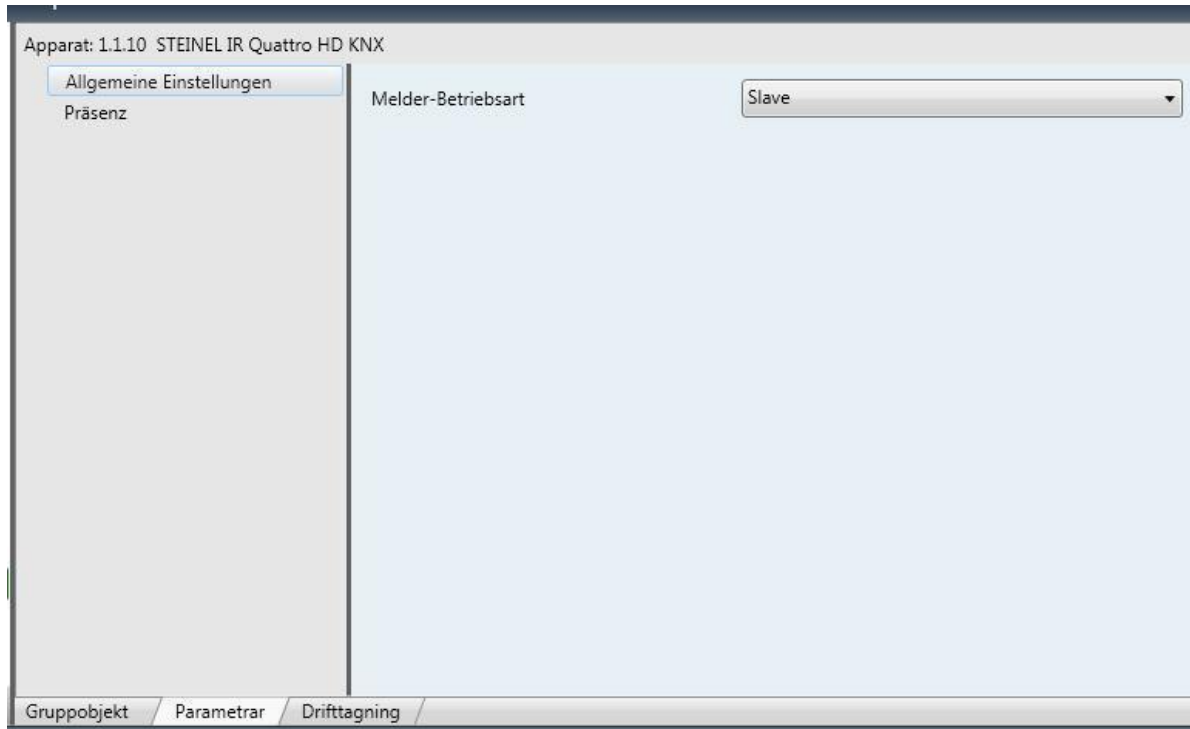 Apparat: 1.1.10 STEINEL IR Quattro HD KNX
Allgemeine Einstellungen
Präsenz
Melder-Betriebsart
Slave
Gruppobjekt
Parametrar
Drifttagning